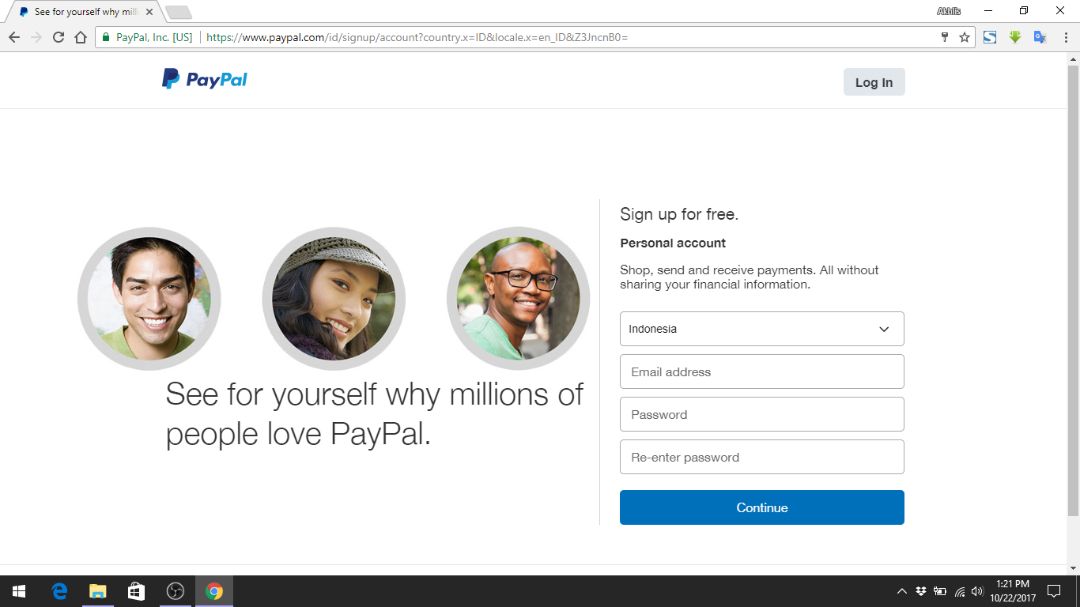 See for yourself why mill
Akhlis
PayPal, Inc. [US]
https://www.paypal.com/id/signup/account?country.x=ID&locale.x=en_ID&Z3JncnB0=
PayPal
Log In
Sign up for free.
Personal account
Shop, send and receive payments. All without
sharing your financial information.
Indonesia
Email address
Password
Re-enter password
Continue
See for yourself why millions of
people love PayPal.
1:21 PM
10/22/2017